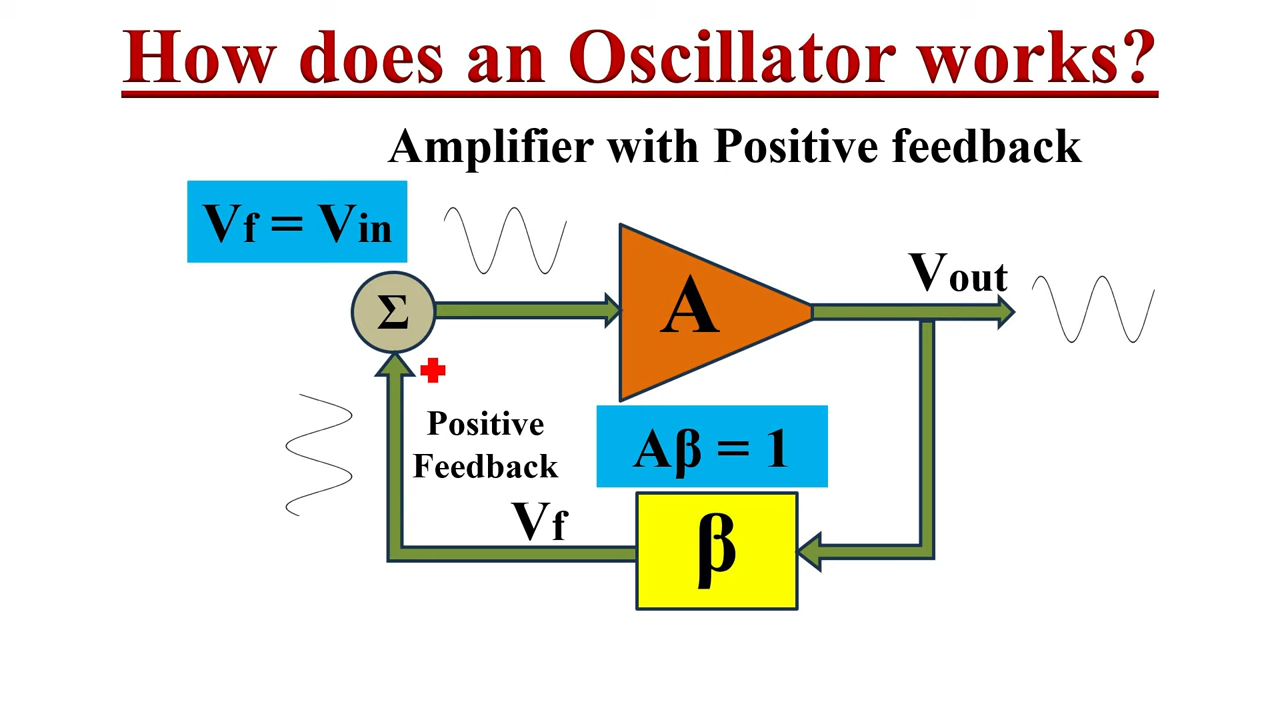 How does an Oscillator works?
Amplifier with Positive feedback
Vf = Vin
Σ
A
Vout
Positive
Feedback
Aβ = 1
Vf
β